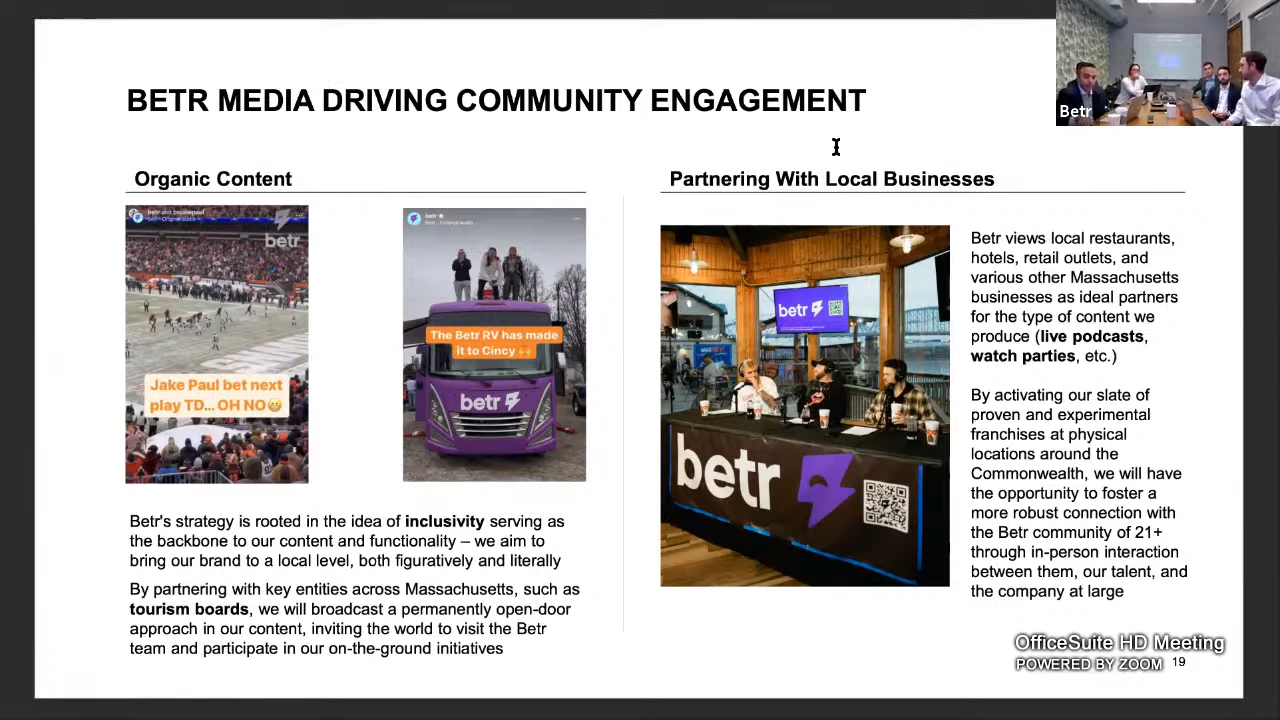 BETR MEDIA DRIVING COMMUNITY ENGAGEMENT
Betr
Organic Content
betr and
betr
Jake Paul bet next
play TD... OH NO😬
betr
The Betr RV has made
it to Cincy 🙌
betr
Betr's strategy is rooted in the idea of inclusivity serving as
the backbone to our content and functionality – we aim to
bring our brand to a local level, both figuratively and literally
By partnering with key entities across Massachusetts, such as
tourism boards, we will broadcast a permanently open-door
approach in our content, inviting the world to visit the Betr
team and participate in our on-the-ground initiatives
Partnering With Local Businesses
betr
betr
Betr views local restaurants,
hotels, retail outlets, and
various other Massachusetts
businesses as ideal partners
for the type of content we
produce (live podcasts,
watch parties, etc.)
By activating our slate of
proven and experimental
franchises at physical
locations around the
Commonwealth, we will have
the opportunity to foster a
more robust connection with
the Betr community of 21+
through in-person interaction
between them, our talent, and
the company at large
OfficeSuite HD Meeting
POWERED BY ZOOM
19